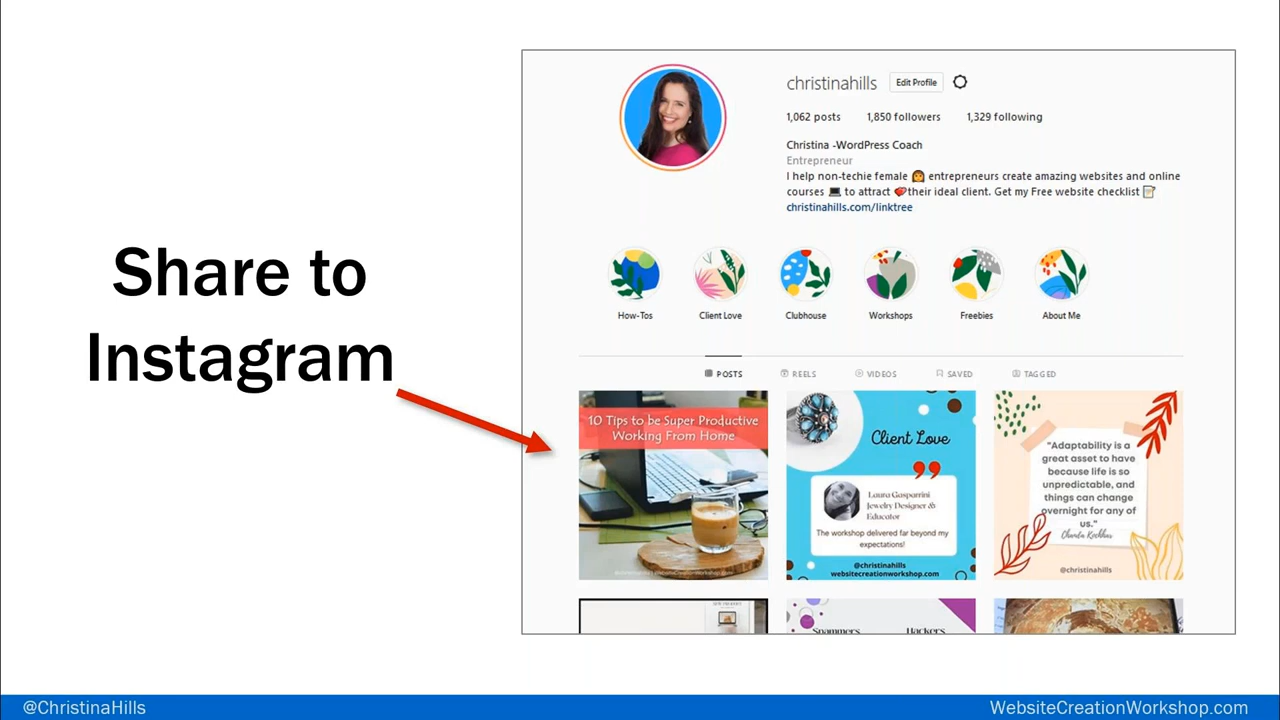 Share to
Instagram
christinahills Edit Profile
1,062 posts 1,850 followers 1,329 following
Christina -WordPress Coach
Entrepreneur
I help non-techie female entrepreneurs create amazing websites and online
courses to attract their ideal client. Get my Free website checklist
christinahills.com/linktree
How-Tos Client Love Clubhouse Workshops Freebies About Me
POSTS REELS VIDEOS SAVED TAGGED
10 Tips to be Super Productive
Working From Home
Client Love
Laura Gasparrini
Jewelry Designer &
Educator
The workshop delivered far beyond my
expectations!
@christinahills
websitecreationworkshop.com
"Adaptability is a
great asset to have
because life is so
unpredictable, and
things can change
overnight for any of
us."
Chanda Kochhar
@christinahills
Spammers Hackers
@ChristinaHills WebsiteCreationWorkshop.com